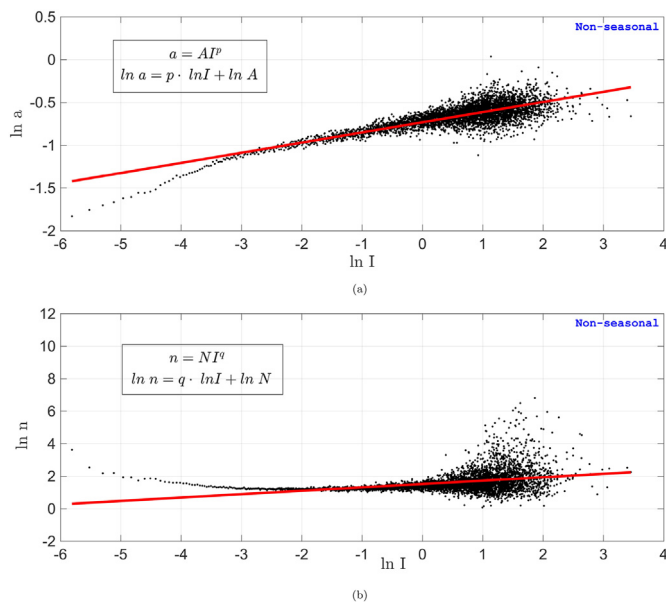 Non-seasonal
a = AI^p
ln a = p · lnI + ln A
0.5
0
-0.5
-1
-1.5
-2
ln a
-6 -5 -4 -3 -2 -1 0 1 2 3 4
ln I
(a)
Non-seasonal
n = NI^q
ln n = q · lnI + ln N
12
10
8
6
4
2
0
-2
ln n
-6 -5 -4 -3 -2 -1 0 1 2 3 4
ln I
(b)